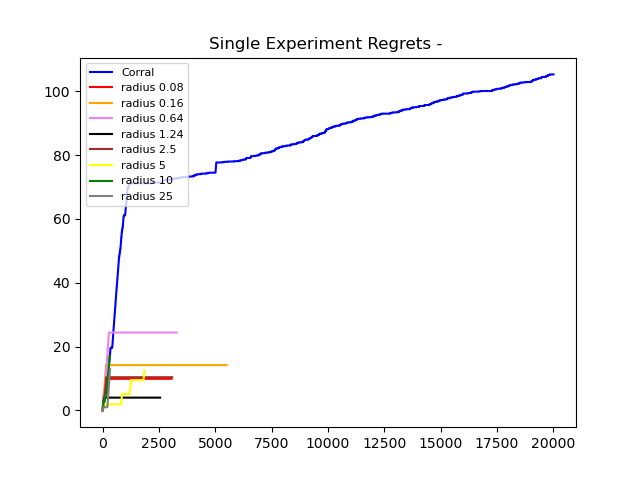 Single Experiment Regrets -
100
80
60
40
20
0
Corral
radius 0.08
radius 0.16
radius 0.64
radius 1.24
radius 2.5
radius 5
radius 10
radius 25
0 2500 5000 7500 10000 12500 15000 17500 20000